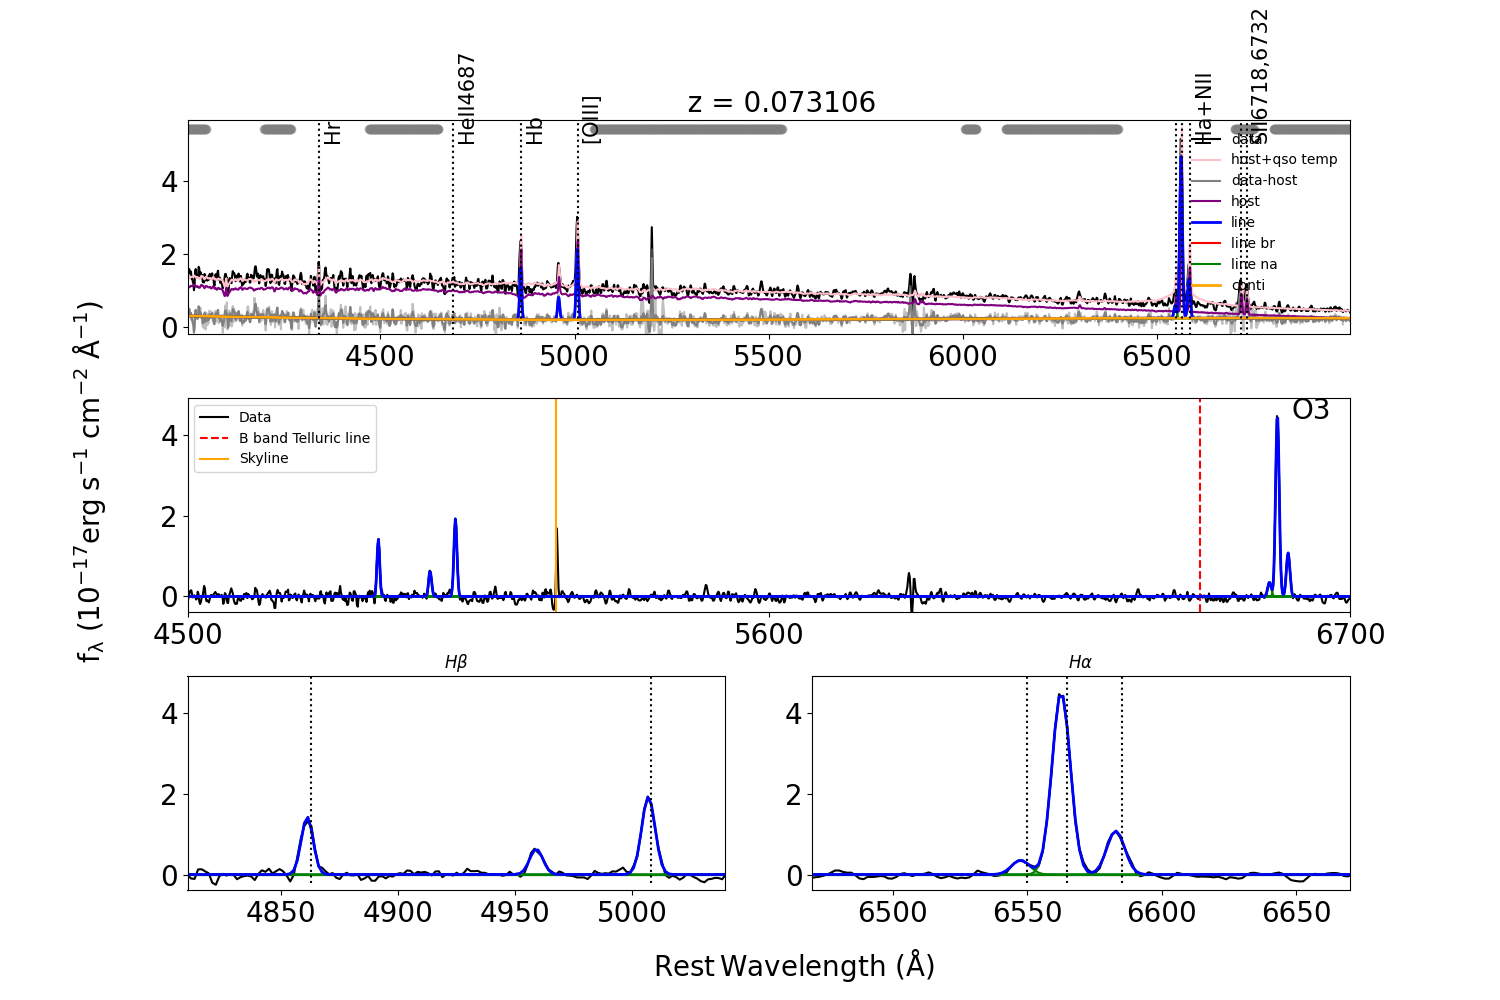 z = 0.073106
Hr
HeII4687
Hb
[OIII]
Ha+NII
SII6718,6732
data
host+qso temp
data-host
host
line
line br
line na
conti
4
2
0
4500
5000
5500
6000
6500
Data
B band Telluric line
Skyline
O3
4
2
0
4500
5600
6700
fλ (10−17erg s−1 cm−2 Å−1)
Hβ
4
2
0
4850
4900
4950
5000
Hα
4
2
0
6500
6550
6600
6650
Rest Wavelength (Å)